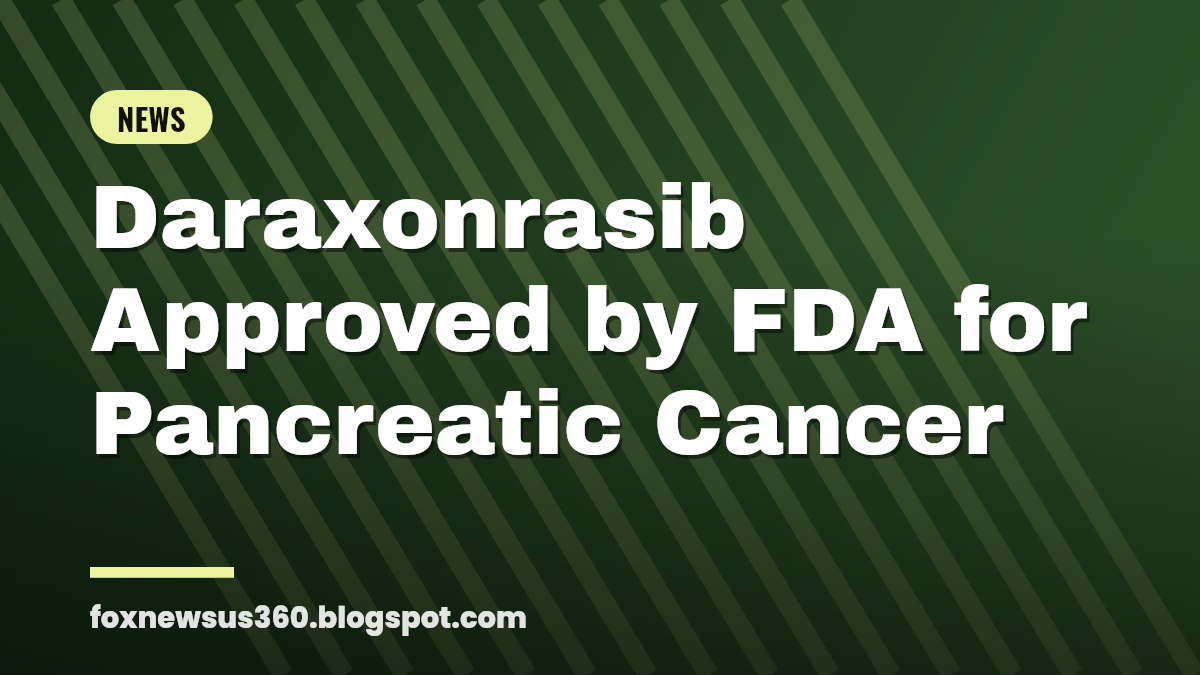 NEWS
Daraxonrasib
Approved by FDA for
Pancreatic Cancer
foxnewsus360.blogspot.com